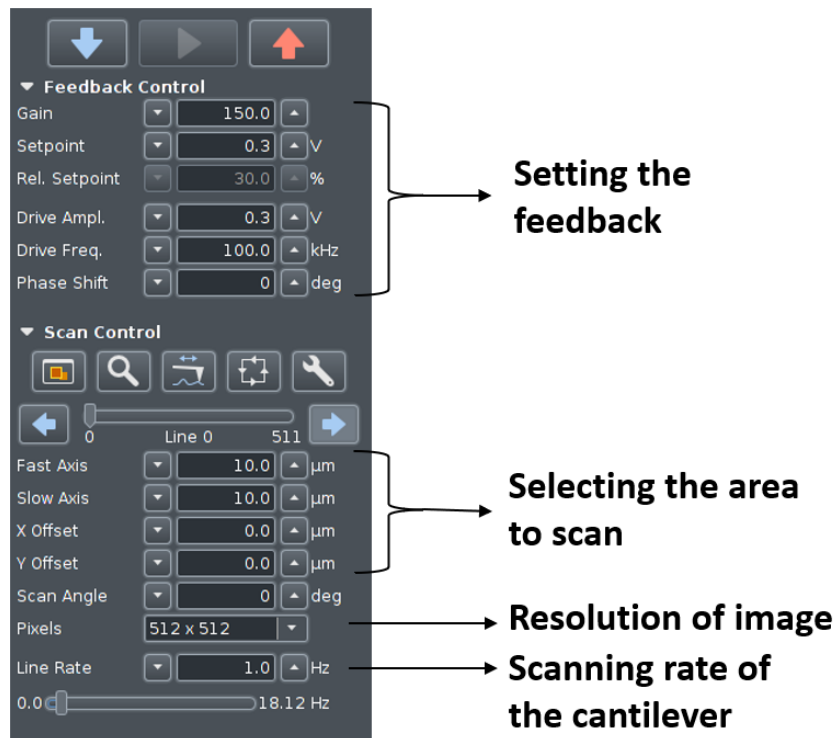 Feedback Control
Gain 150.0
Setpoint 0.3 V
Rel. Setpoint 30.0 %
Drive Ampl. 0.3 V
Drive Freq. 100.0 kHz
Phase Shift 0 deg
Setting the
feedback
Scan Control
0 Line 0 511
Fast Axis 10.0 µm
Slow Axis 10.0 µm
X Offset 0.0 µm
Y Offset 0.0 µm
Selecting the area
to scan
Scan Angle 0 deg
Pixels 512 x 512
Resolution of image
Line Rate 1.0 Hz
0.0 18.12 Hz
Scanning rate of
the cantilever